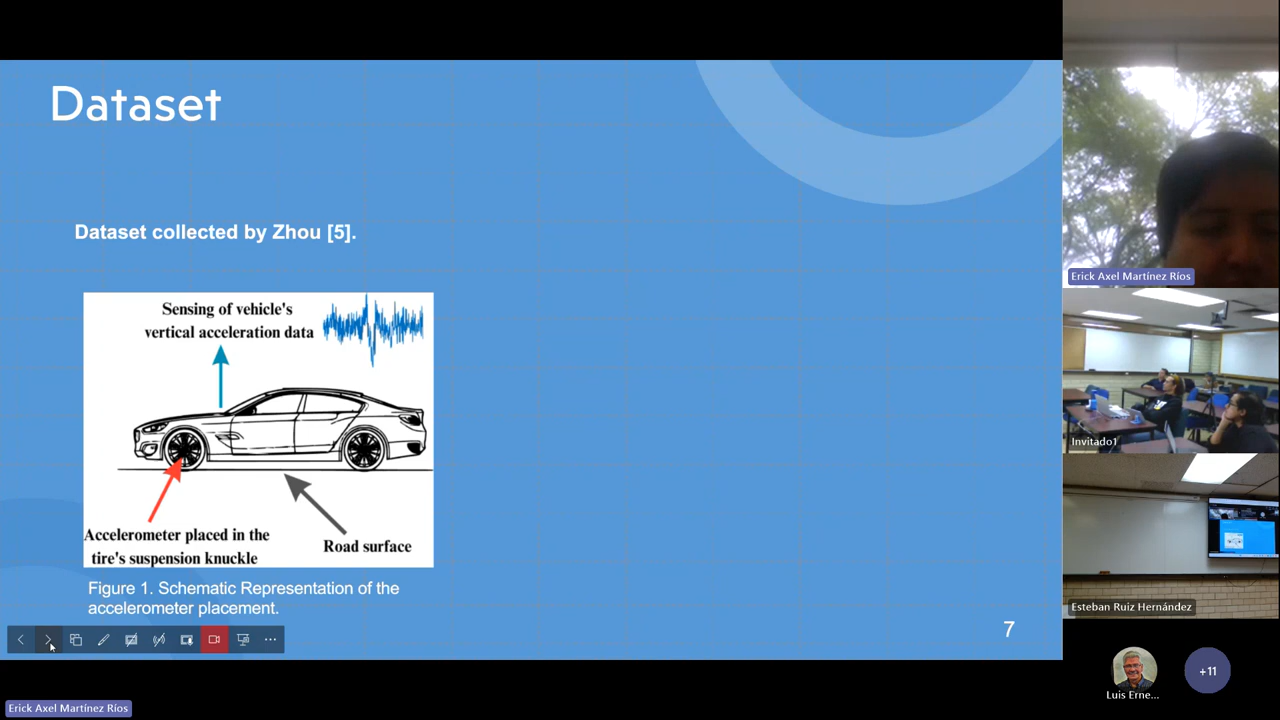 Dataset
Dataset collected by Zhou [5].
Sensing of vehicle's
vertical acceleration data
Accelerometer placed in the
tire's suspension knuckle
Road surface
Figure 1. Schematic Representation of the
accelerometer placement.
7
Erick Axel Martínez Ríos
Invitado1
Esteban Ruiz Hernández
Luis Erne...
+11
Erick Axel Martínez Ríos